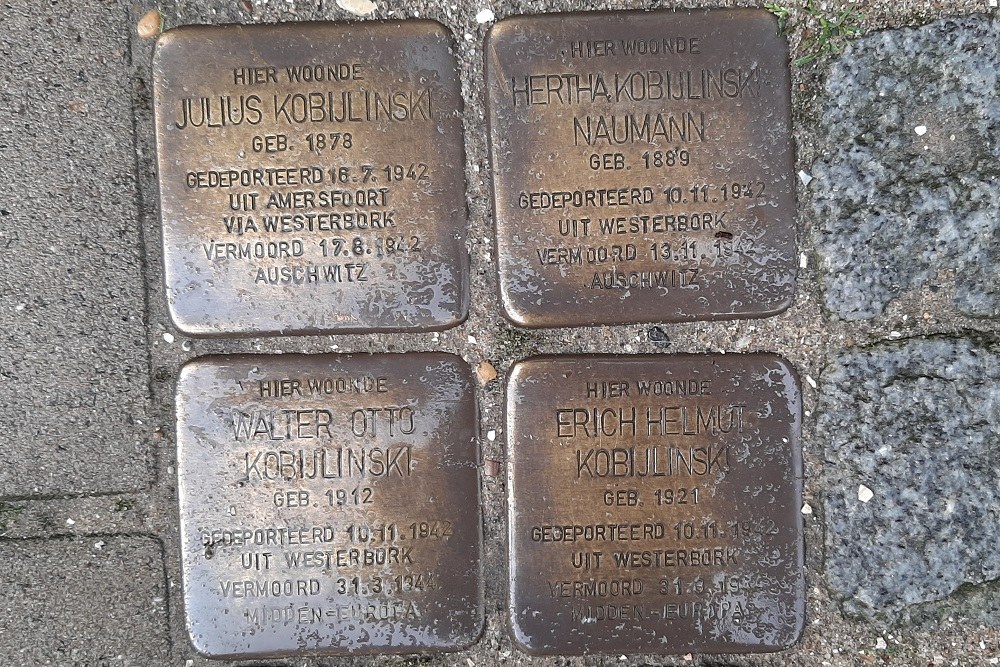 HIER WOONDE
JULIUS KOBIJLINSKI
GEB. 1878
GEDEPORTEERD 16.7.1942
UIT AMERSFOORT
VIA WESTERBORK
VERMOORD 17.8.1942
AUSCHWITZ
HIER WOONDE
HERTHA KOBIJLINSKI
NAUMANN
GEB. 1889
GEDEPORTEERD 10.11.1942
UIT WESTERBORK
VERMOORD 13.11.1942
AUSCHWITZ
HIER WOONDE
WALTER OTTO
KOBIJLINSKI
GEB. 1912
GEDEPORTEERD 10.11.1942
UIT WESTERBORK
VERMOORD 31.3.1944
MIDDEN-EUROPA
HIER WOONDE
ERICH HELMUT
KOBIJLINSKI
GEB. 1921
GEDEPORTEERD 10.11.1942
UIT WESTERBORK
VERMOORD
MIDDEN-EUROPA